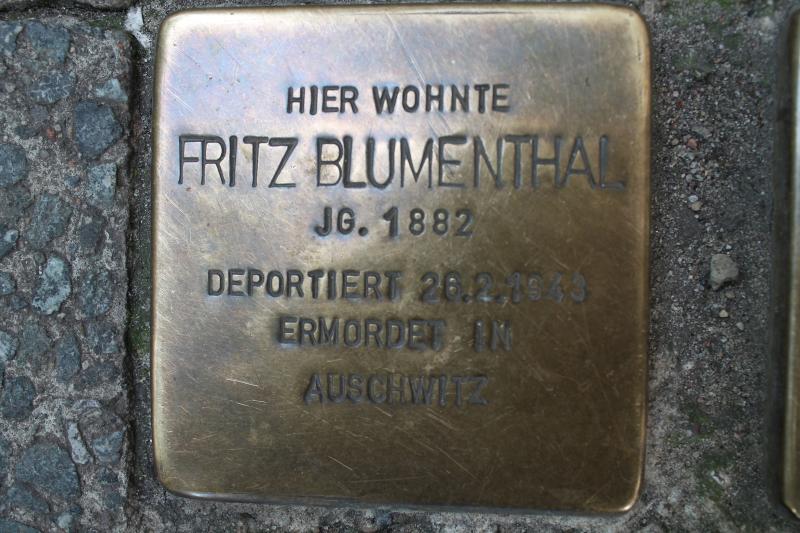 HIER WOHNTE
FRITZ BLUMENTHAL
JG. 1882
DEPORTIERT 26.2.1943
ERMORDET IN
AUSCHWITZ